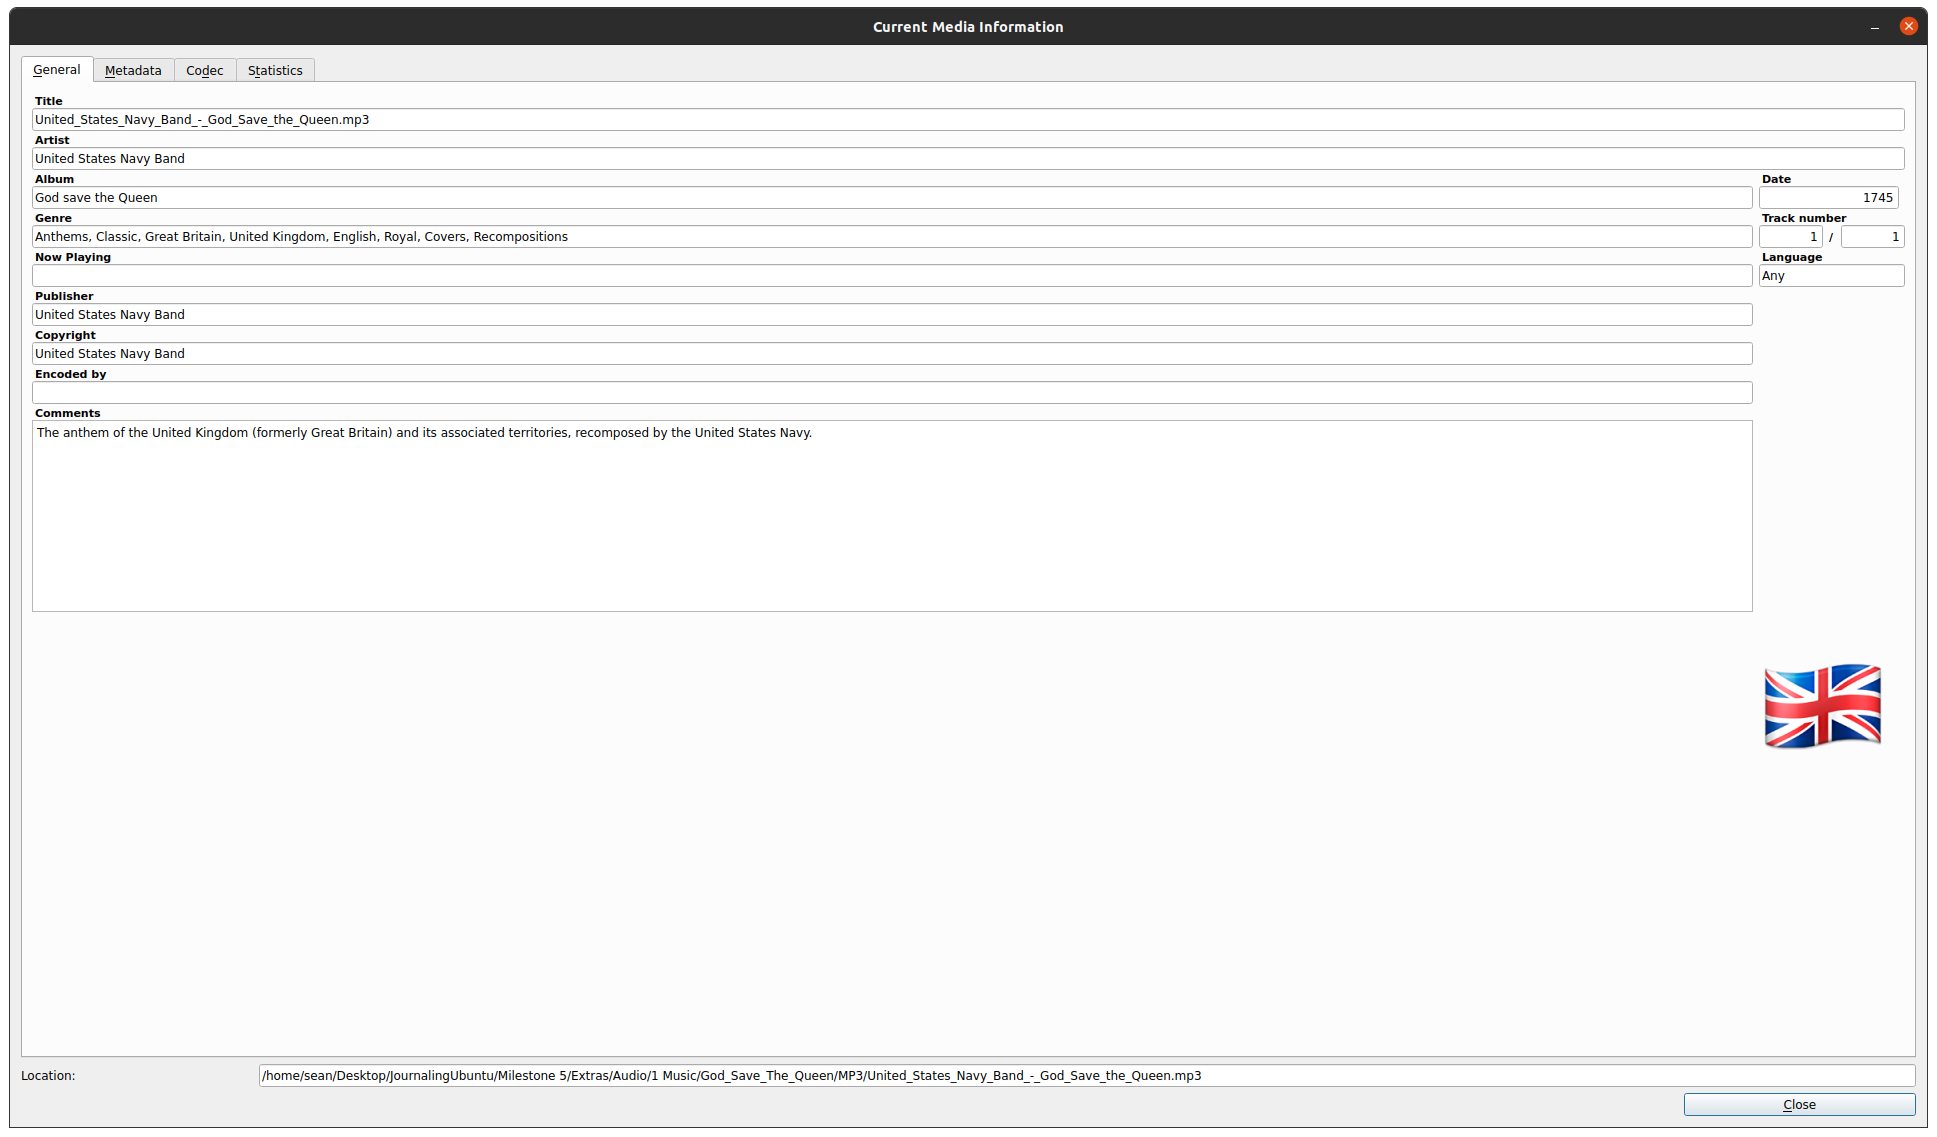 Current Media Information
General Metadata Codec Statistics
Title
United_States_Navy_Band_-_God_Save_the_Queen.mp3
Artist
United States Navy Band
Album Date
God save the Queen 1745
Genre Track number
Anthems, Classic, Great Britain, United Kingdom, English, Royal, Covers, Recompositions 1 / 1
Now Playing Language
Any
Publisher
United States Navy Band
Copyright
United States Navy Band
Encoded by
Comments
The anthem of the United Kingdom (formerly Great Britain) and its associated territories, recomposed by the United States Navy.
Location: /home/sean/Desktop/JournalingUbuntu/Milestone 5/Extras/Audio/1 Music/God_Save_The_Queen/MP3/United_States_Navy_Band_-_God_Save_the_Queen.mp3
Close